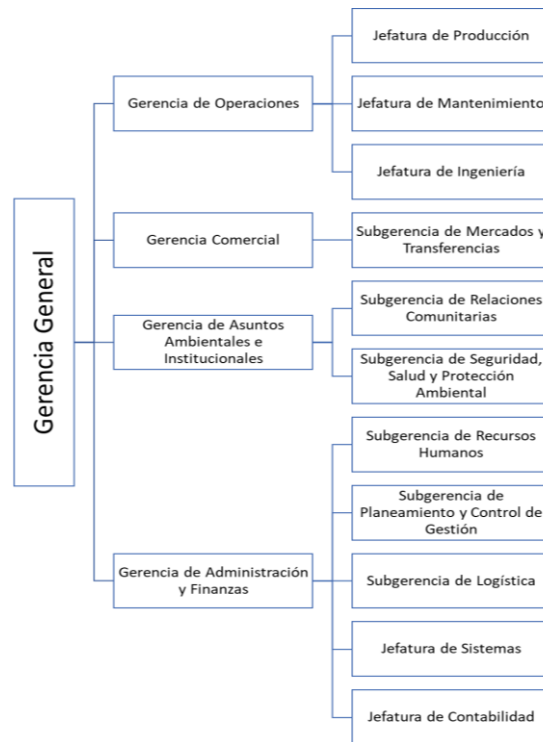 Gerencia General
Gerencia de Operaciones
Jefatura de Producción
Jefatura de Mantenimiento
Jefatura de Ingeniería
Gerencia Comercial
Subgerencia de Mercados y
Transferencias
Gerencia de Asuntos
Ambientales e
Institucionales
Subgerencia de Relaciones
Comunitarias
Subgerencia de Seguridad,
Salud y Protección
Ambiental
Gerencia de Administración
y Finanzas
Subgerencia de Recursos
Humanos
Subgerencia de
Planeamiento y Control de
Gestión
Subgerencia de Logística
Jefatura de Sistemas
Jefatura de Contabilidad